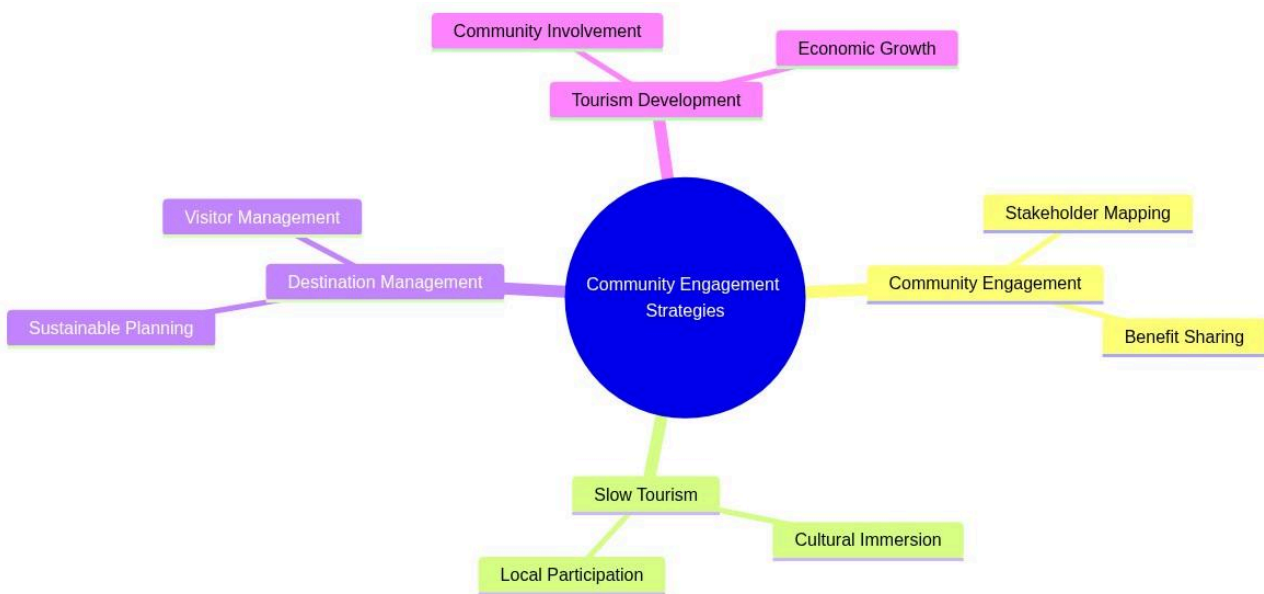 Community Involvement
Economic Growth
Tourism Development
Visitor Management
Stakeholder Mapping
Destination Management
Community Engagement
Strategies
Community Engagement
Sustainable Planning
Benefit Sharing
Slow Tourism
Cultural Immersion
Local Participation